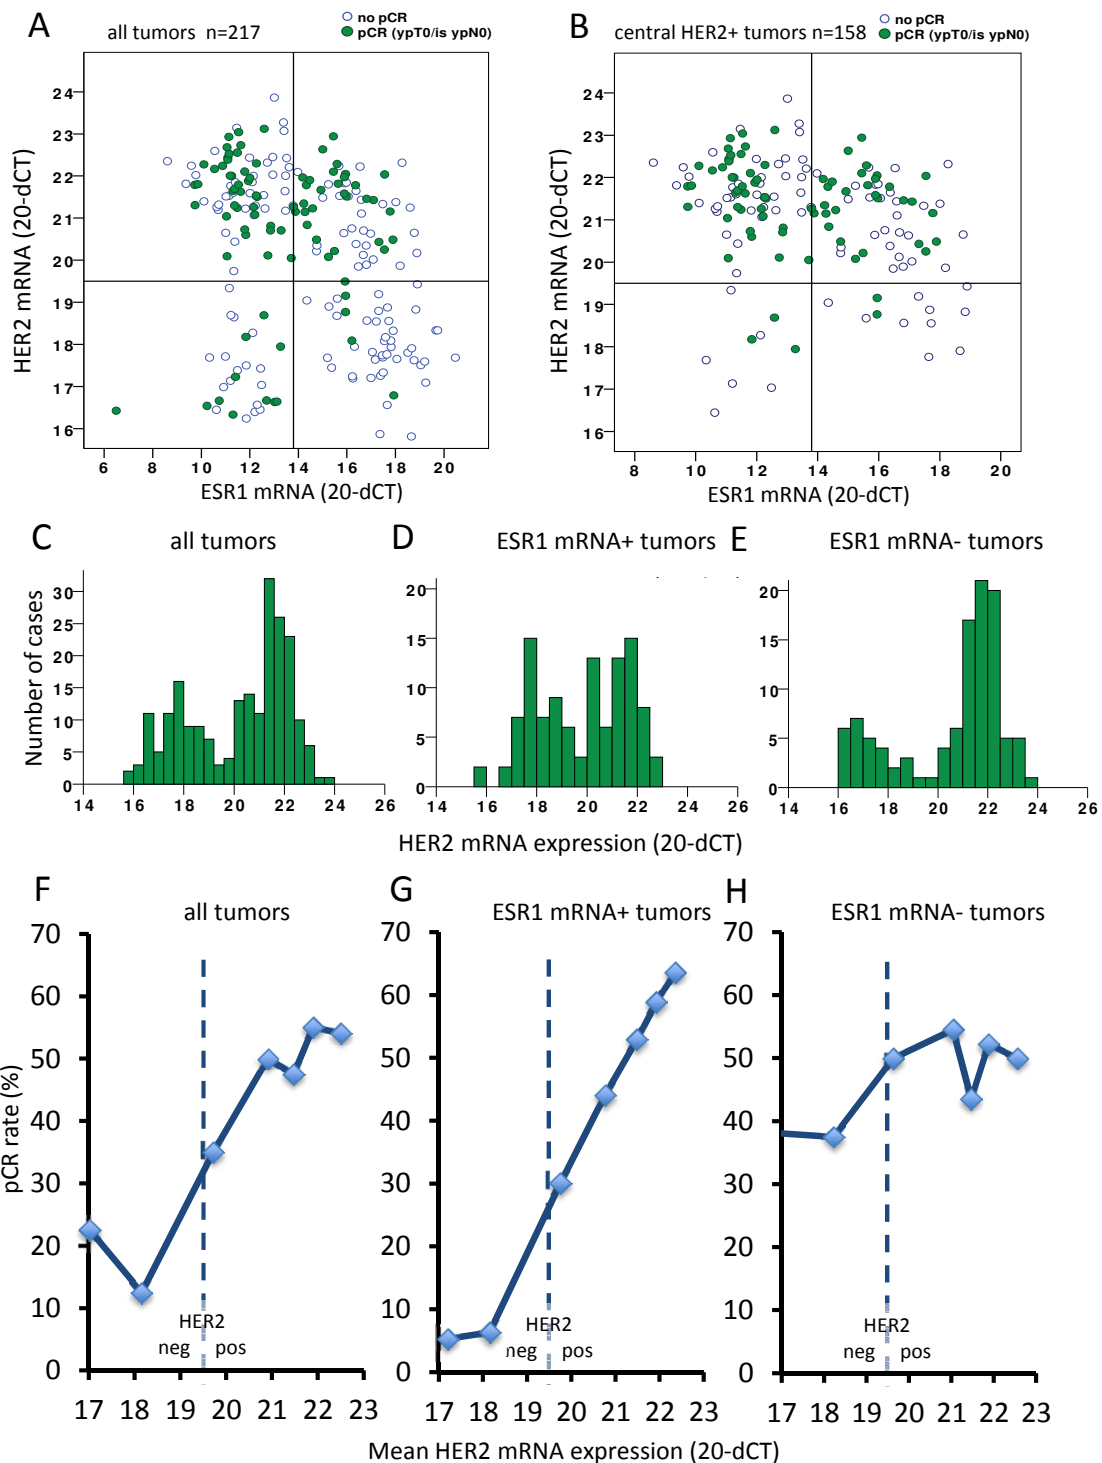 A
all tumors n=217
no pCR
pCR (ypT0/is ypN0)
HER2 mRNA (20-dCT)
24
23
22
21
20
19
18
17
16
6 8 10 12 14 16 18 20
ESR1 mRNA (20-dCT)
B
central HER2+ tumors n=158
no pCR
pCR (ypT0/is ypN0)
HER2 mRNA (20-dCT)
24
23
22
21
20
19
18
17
16
8 10 12 14 16 18 20
ESR1 mRNA (20-dCT)
C
all tumors
Number of cases
30
25
20
15
10
5
0
14 16 18 20 22 24 26
D
ESR1 mRNA+ tumors
20
15
10
5
0
14 16 18 20 22 24 26
E
ESR1 mRNA- tumors
20
15
10
5
0
14 16 18 20 22 24 26
HER2 mRNA expression (20-dCT)
F
all tumors
pCR rate (%)
70
60
50
40
30
20
10
0
HER2
neg pos
17 18 19 20 21 22 23
G
ESR1 mRNA+ tumors
70
60
50
40
30
20
10
0
HER2
neg pos
17 18 19 20 21 22 23
H
ESR1 mRNA- tumors
70
60
50
40
30
20
10
0
HER2
neg pos
17 18 19 20 21 22 23
Mean HER2 mRNA expression (20-dCT)